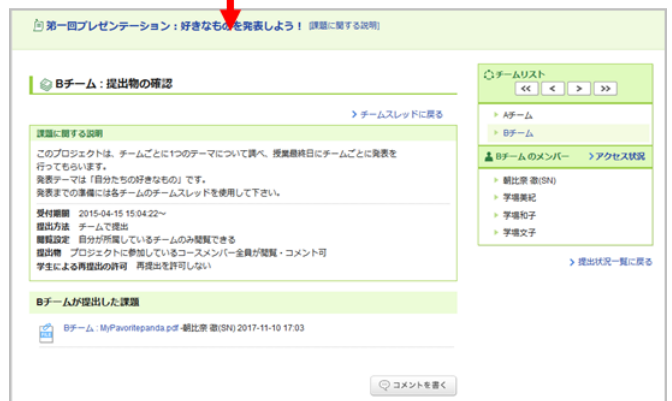 第一回プレゼンテーション：好きなものを発表しよう！ [課題に関する説明]
Bチーム : 提出物の確認
チームスレッドに戻る
課題に関する説明
このプロジェクトは、チームごとに1つのテーマについて調べ、授業最終日にチームごとに発表を
行ってもらいます。
発表テーマは「自分たちの好きなもの」です。
発表までの準備には各チームのチームスレッドを使用して下さい。
受付期間 2015-04-15 15:04:22～
提出方法 チームで提出
閲覧設定 自分が所属しているチームのみ閲覧できる
提出物 プロジェクトに参加しているコースメンバー全員が閲覧・コメント可
学生による再提出の許可 再提出を許可しない
Bチームが提出した課題
FILE
Bチーム : MyPavoritepanda.pdf -朝比奈 徹(SN) 2017-11-10 17:03
コメントを書く
チームリスト
<< < > >>
Aチーム
Bチーム
Bチームのメンバー アクセス状況
朝比奈 徹(SN)
学場美紀
学場和子
学場文子
提出状況一覧に戻る